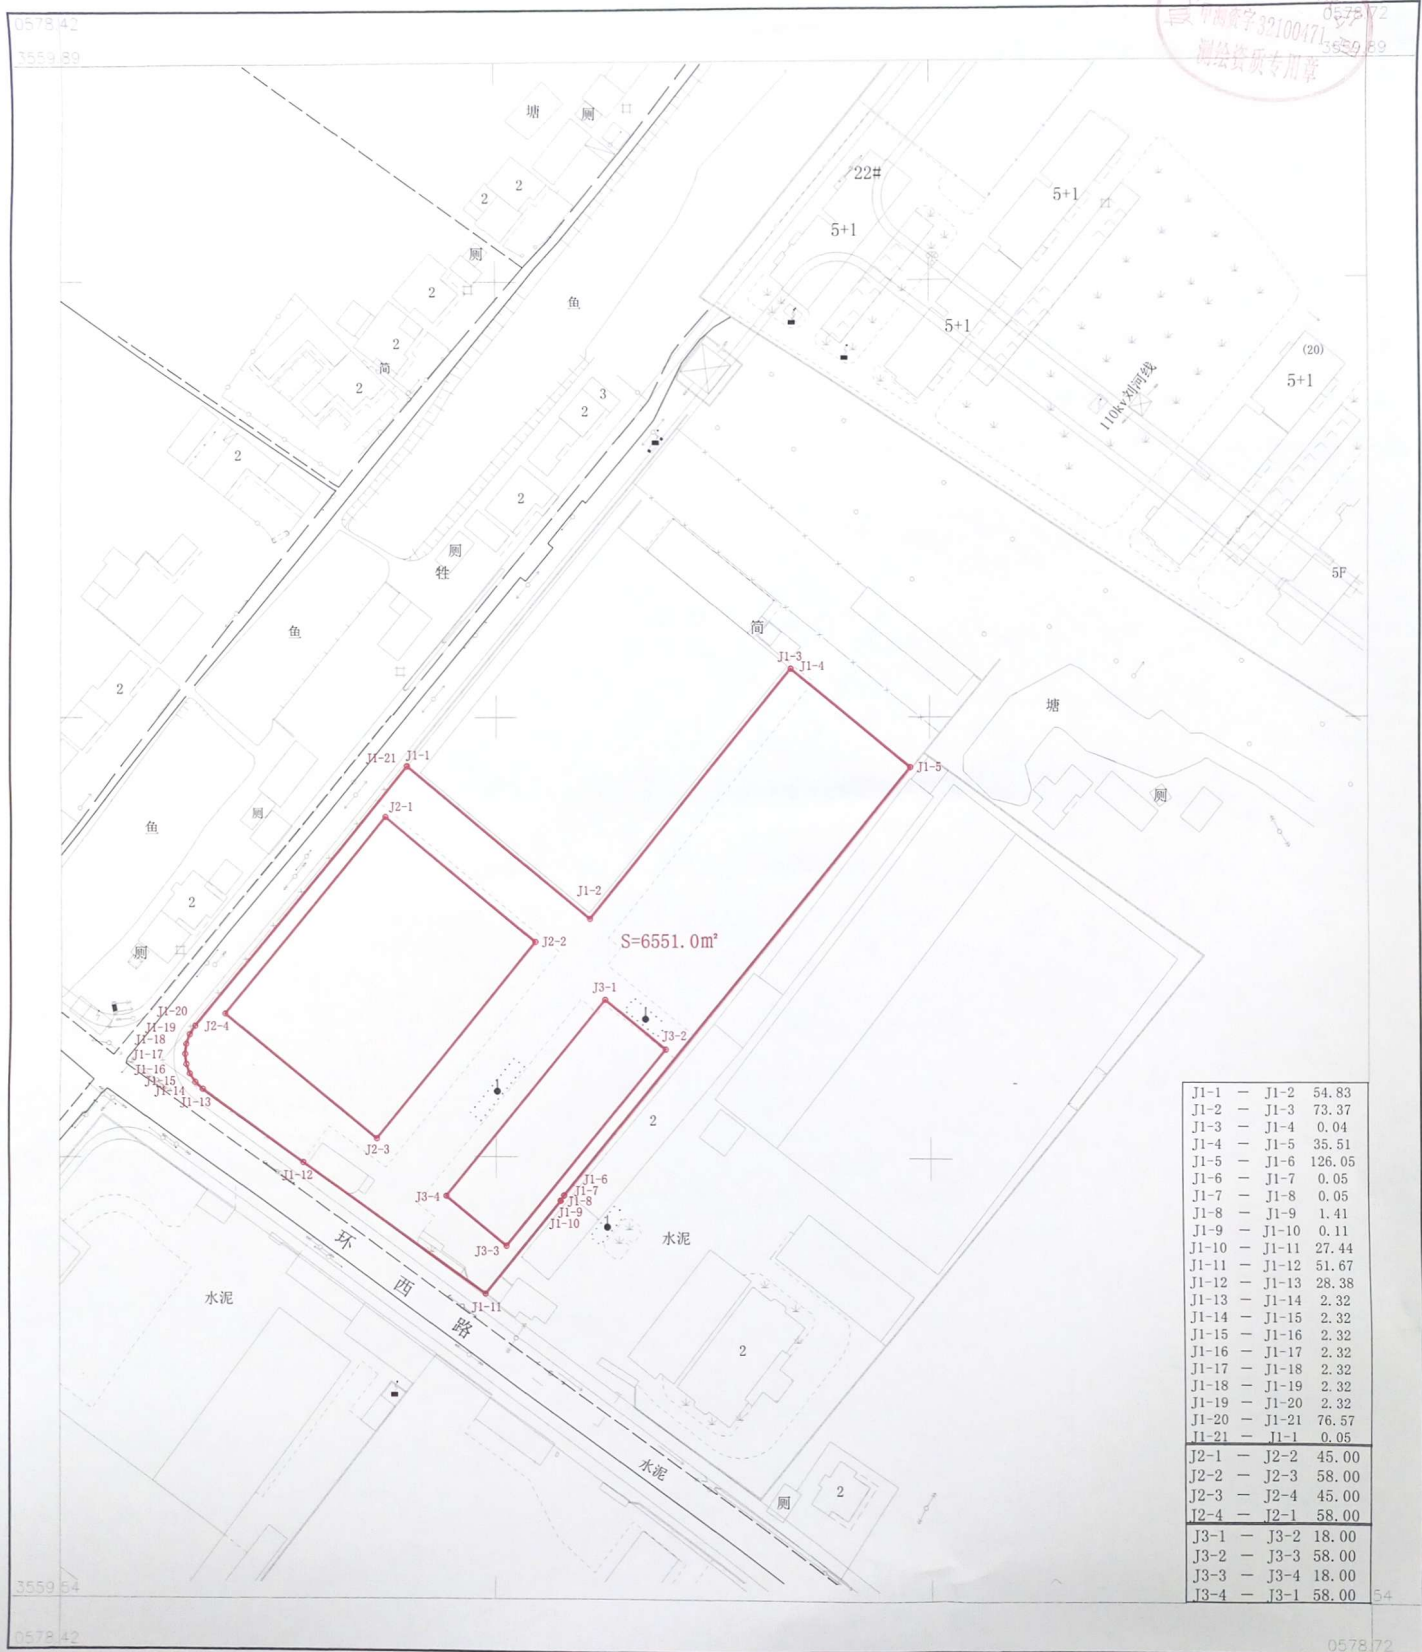 0578.42
0578.72
甲测资字32100471
3559.89
3559.89
测绘资质专用章
塘
厕
22#
5+1
2
2
5+1
厕
2
鱼
5+1
(20)
5+1
110kv刘河线
2
简
2
3
2
2
2
厕
牲
5F
鱼
简
J1-3
J1-4
2
塘
J1-21
J1-1
J1-5
厕
J2-1
厕
鱼
2
J1-2
J2-2
S=6551.0m²
厕
J3-1
J1-20
J2-4
J1-19
J1-18
J3-2
J1-17
J1-16
J1-15
J1-14
J1-13
1
1
2
J2-3
J1-12
J1-6
J3-4
J1-7
J1-8
J1-9
J1-10
1
J3-3
水泥
环
西
路
水泥
J1-11
2
水泥
厕
2
J1-1 — J1-2 54.83
J1-2 — J1-3 73.37
J1-3 — J1-4 0.04
J1-4 — J1-5 35.51
J1-5 — J1-6 126.05
J1-6 — J1-7 0.05
J1-7 — J1-8 0.05
J1-8 — J1-9 1.41
J1-9 — J1-10 0.11
J1-10 — J1-11 27.44
J1-11 — J1-12 51.67
J1-12 — J1-13 28.38
J1-13 — J1-14 2.32
J1-14 — J1-15 2.32
J1-15 — J1-16 2.32
J1-16 — J1-17 2.32
J1-17 — J1-18 2.32
J1-18 — J1-19 2.32
J1-19 — J1-20 2.32
J1-20 — J1-21 76.57
J1-21 — J1-1 0.05
J2-1 — J2-2 45.00
J2-2 — J2-3 58.00
J2-3 — J2-4 45.00
J2-4 — J2-1 58.00
J3-1 — J3-2 18.00
J3-2 — J3-3 58.00
J3-3 — J3-4 18.00
J3-4 — J3-1 58.00
3559.54
54
0578.42
0578.72